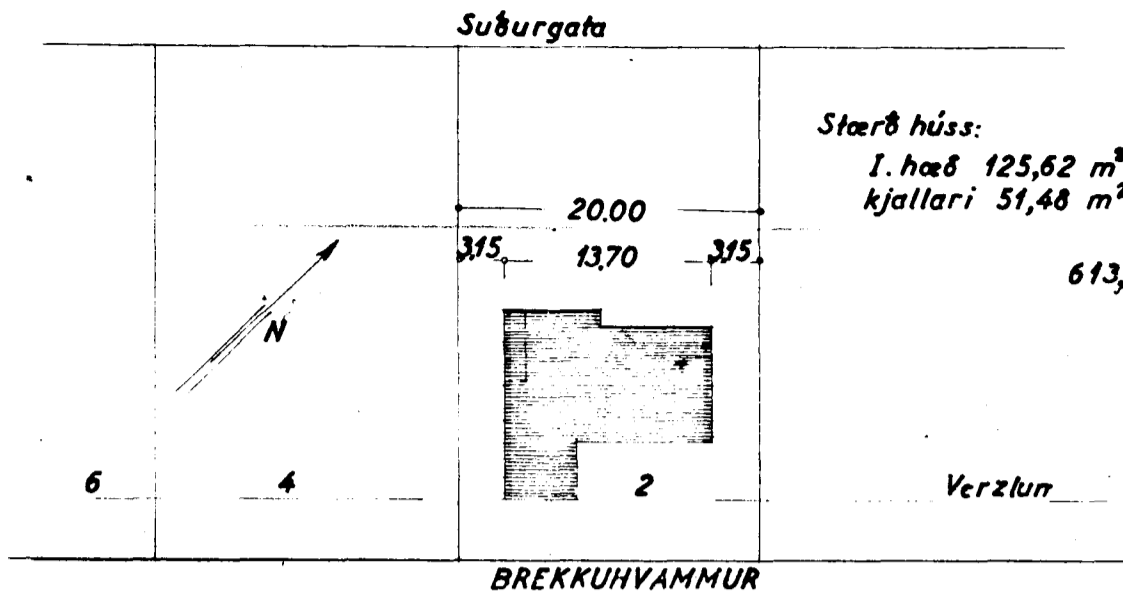 Suðurgata
Stærð húss:
I. hæð 125,62 m²
kjallari 51,48 m²
613,
20.00
3,15 13,70 3,15
N
6 4 2 Verzlun
BREKKUHVAMMUR